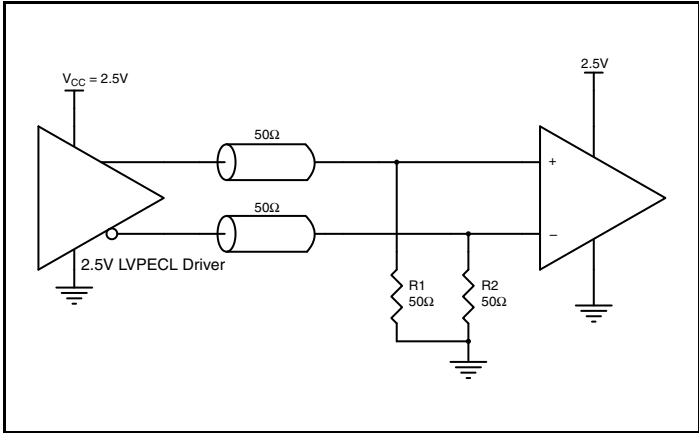 2.5V
V_CC = 2.5V
50Ω
+
50Ω
–
2.5V LVPECL Driver
R1
50Ω
R2
50Ω